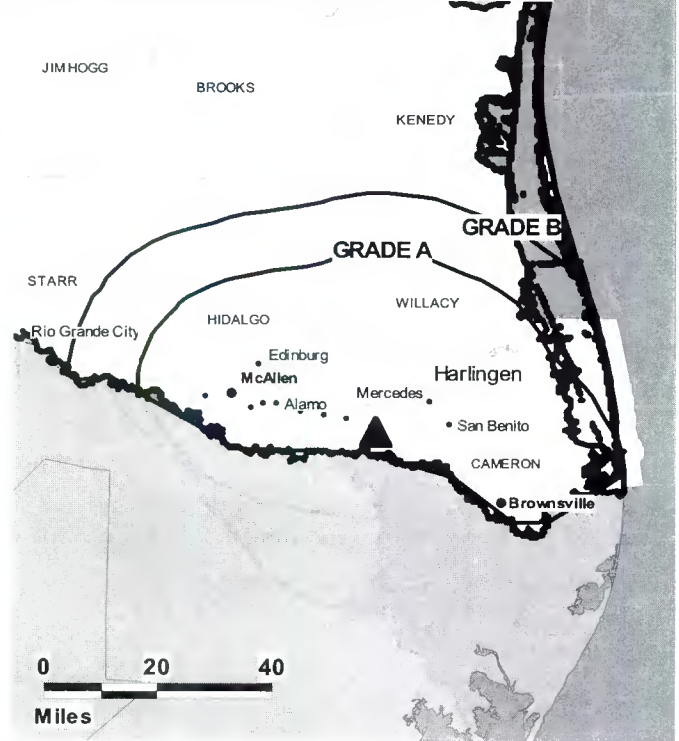 JIM HOGG
BROOKS
KENEDY
GRADE B
GRADE A
STARR
WILLACY
HIDALGO
Rio Grande City
Edinburg
McAllen
Harlingen
Mercedes
Alamo
San Benito
CAMERON
Brownsville
0 20 40
Miles